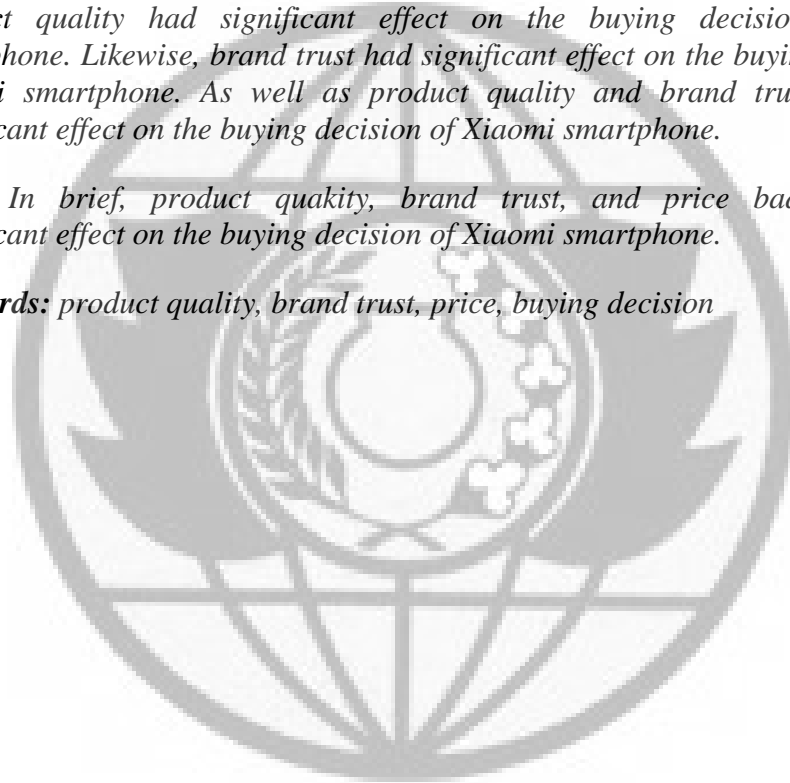 ct quality had significant effect on the buying decisio
phone. Likewise, brand trust had significant effect on the buyin
i smartphone. As well as product quality and brand tru
cant effect on the buying decision of Xiaomi smartphone.
In brief, product quakity, brand trust, and price ba
cant effect on the buying decision of Xiaomi smartphone.
rds: product quality, brand trust, price, buying decision